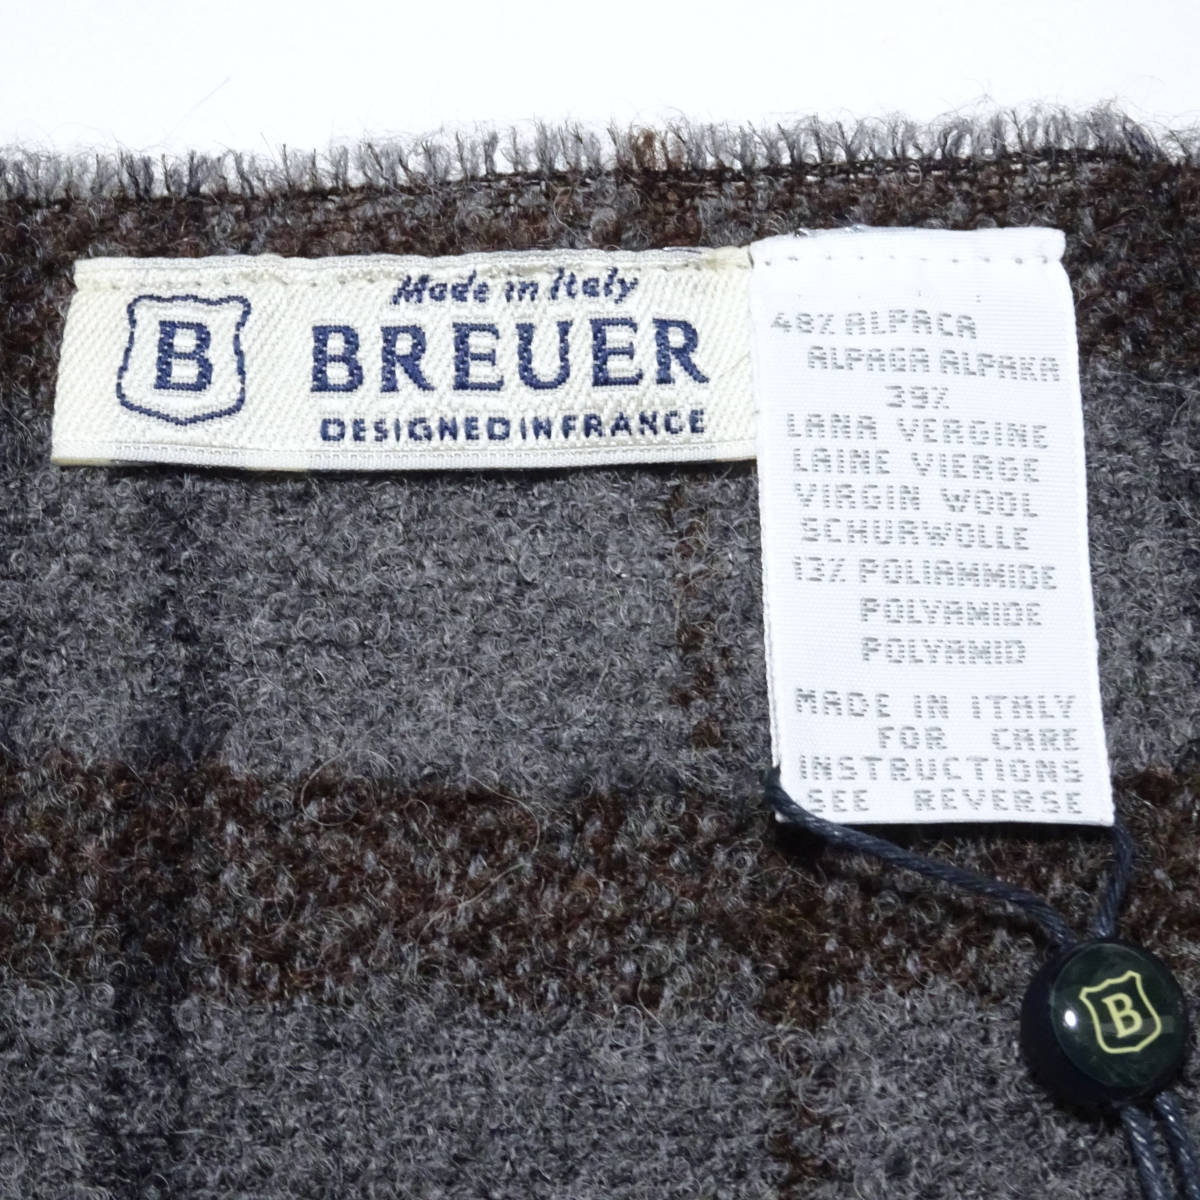 Made in Italy
B
BREUER
DESIGNED IN FRANCE
48% ALPACA
ALPAGA ALPAKA
39%
LANA VERGINE
LAINE VIERGE
VIRGIN WOOL
SCHURWOLLE
13% POLIAMMIDE
POLYAMIDE
POLYAMID
MADE IN ITALY
FOR CARE
INSTRUCTIONS
SEE REVERSE
B